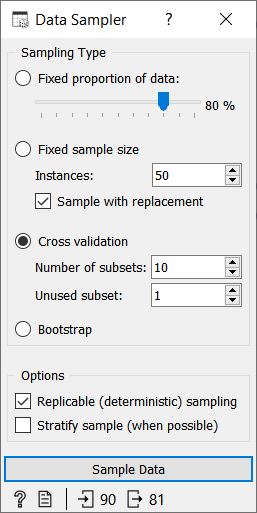 Data Sampler ? ×
Sampling Type
Fixed proportion of data:
80 %
Fixed sample size
Instances: 50
Sample with replacement
Cross validation
Number of subsets: 10
Unused subset: 1
Bootstrap
Options
Replicable (deterministic) sampling
Stratify sample (when possible)
Sample Data
? 90 81